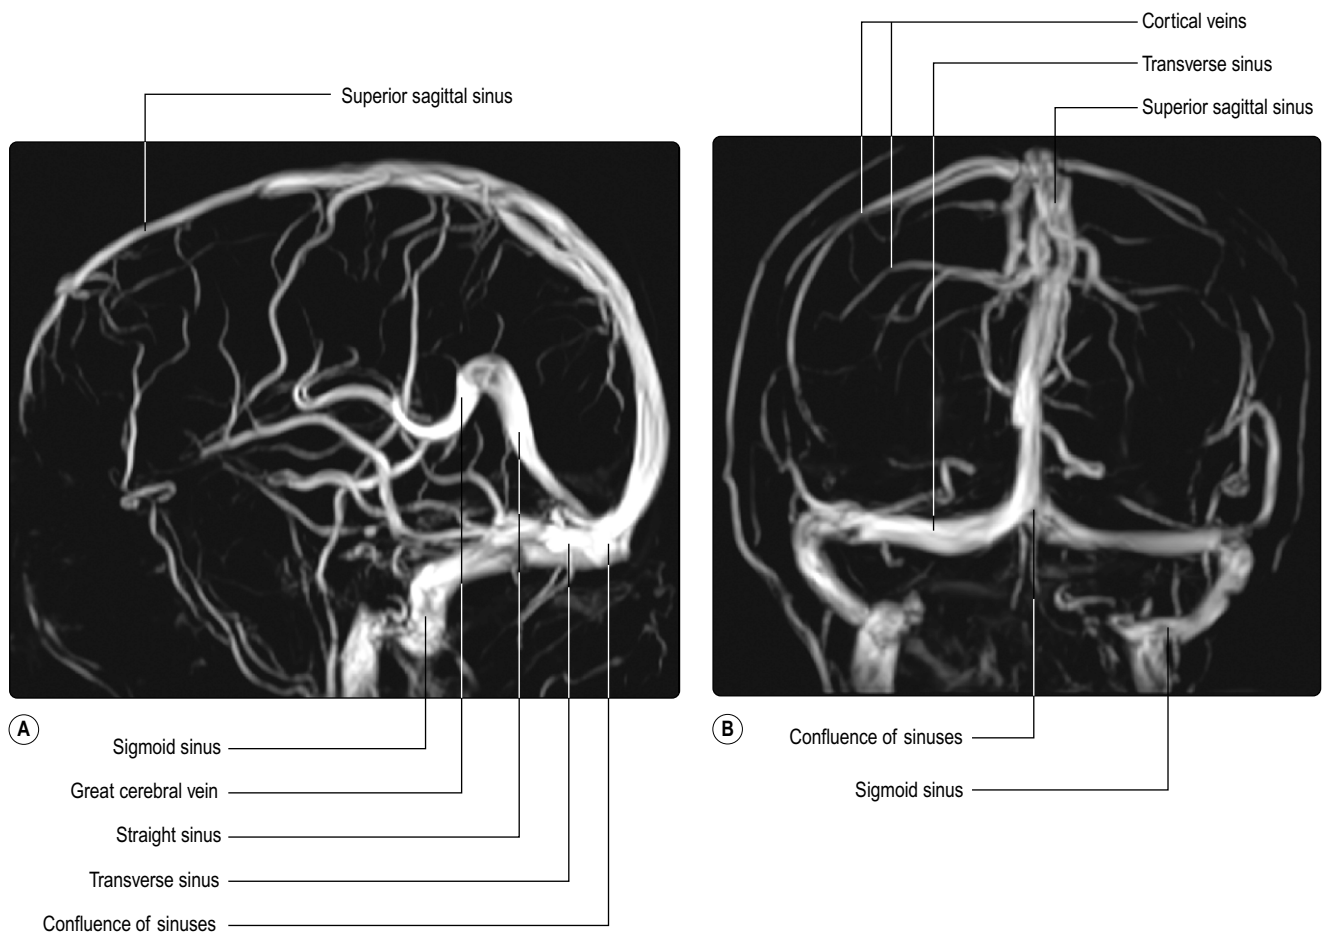 Superior sagittal sinus
A
Sigmoid sinus
Great cerebral vein
Straight sinus
Transverse sinus
Confluence of sinuses
Cortical veins
Transverse sinus
Superior sagittal sinus
B
Confluence of sinuses
Sigmoid sinus